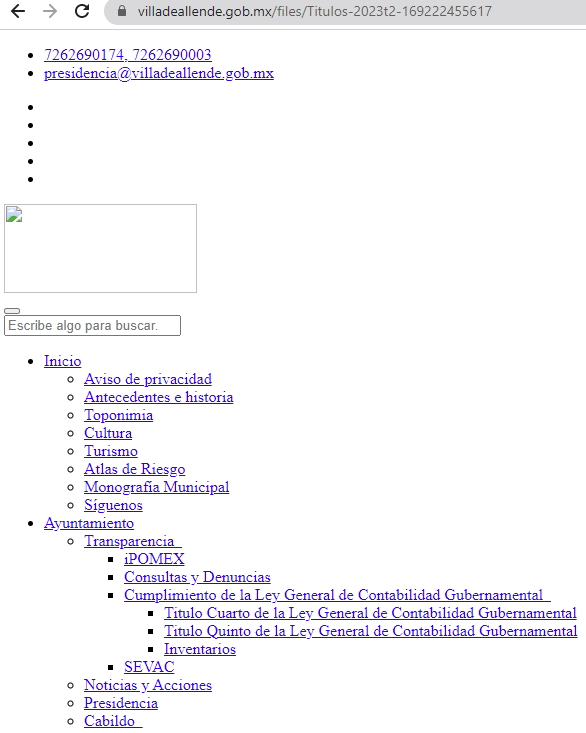 villadeallende.gob.mx/files/Titulos-2023t2-169222455617
7262690174, 7262690003
presidencia@villadeallende.gob.mx
Escribe algo para buscar.
Inicio
Aviso de privacidad
Antecedentes e historia
Toponimia
Cultura
Turismo
Atlas de Riesgo
Monografía Municipal
Síguenos
Ayuntamiento
Transparencia
iPOMEX
Consultas y Denuncias
Cumplimiento de la Ley General de Contabilidad Gubernamental
Titulo Cuarto de la Ley General de Contabilidad Gubernamental
Titulo Quinto de la Ley General de Contabilidad Gubernamental
Inventarios
SEVAC
Noticias y Acciones
Presidencia
Cabildo